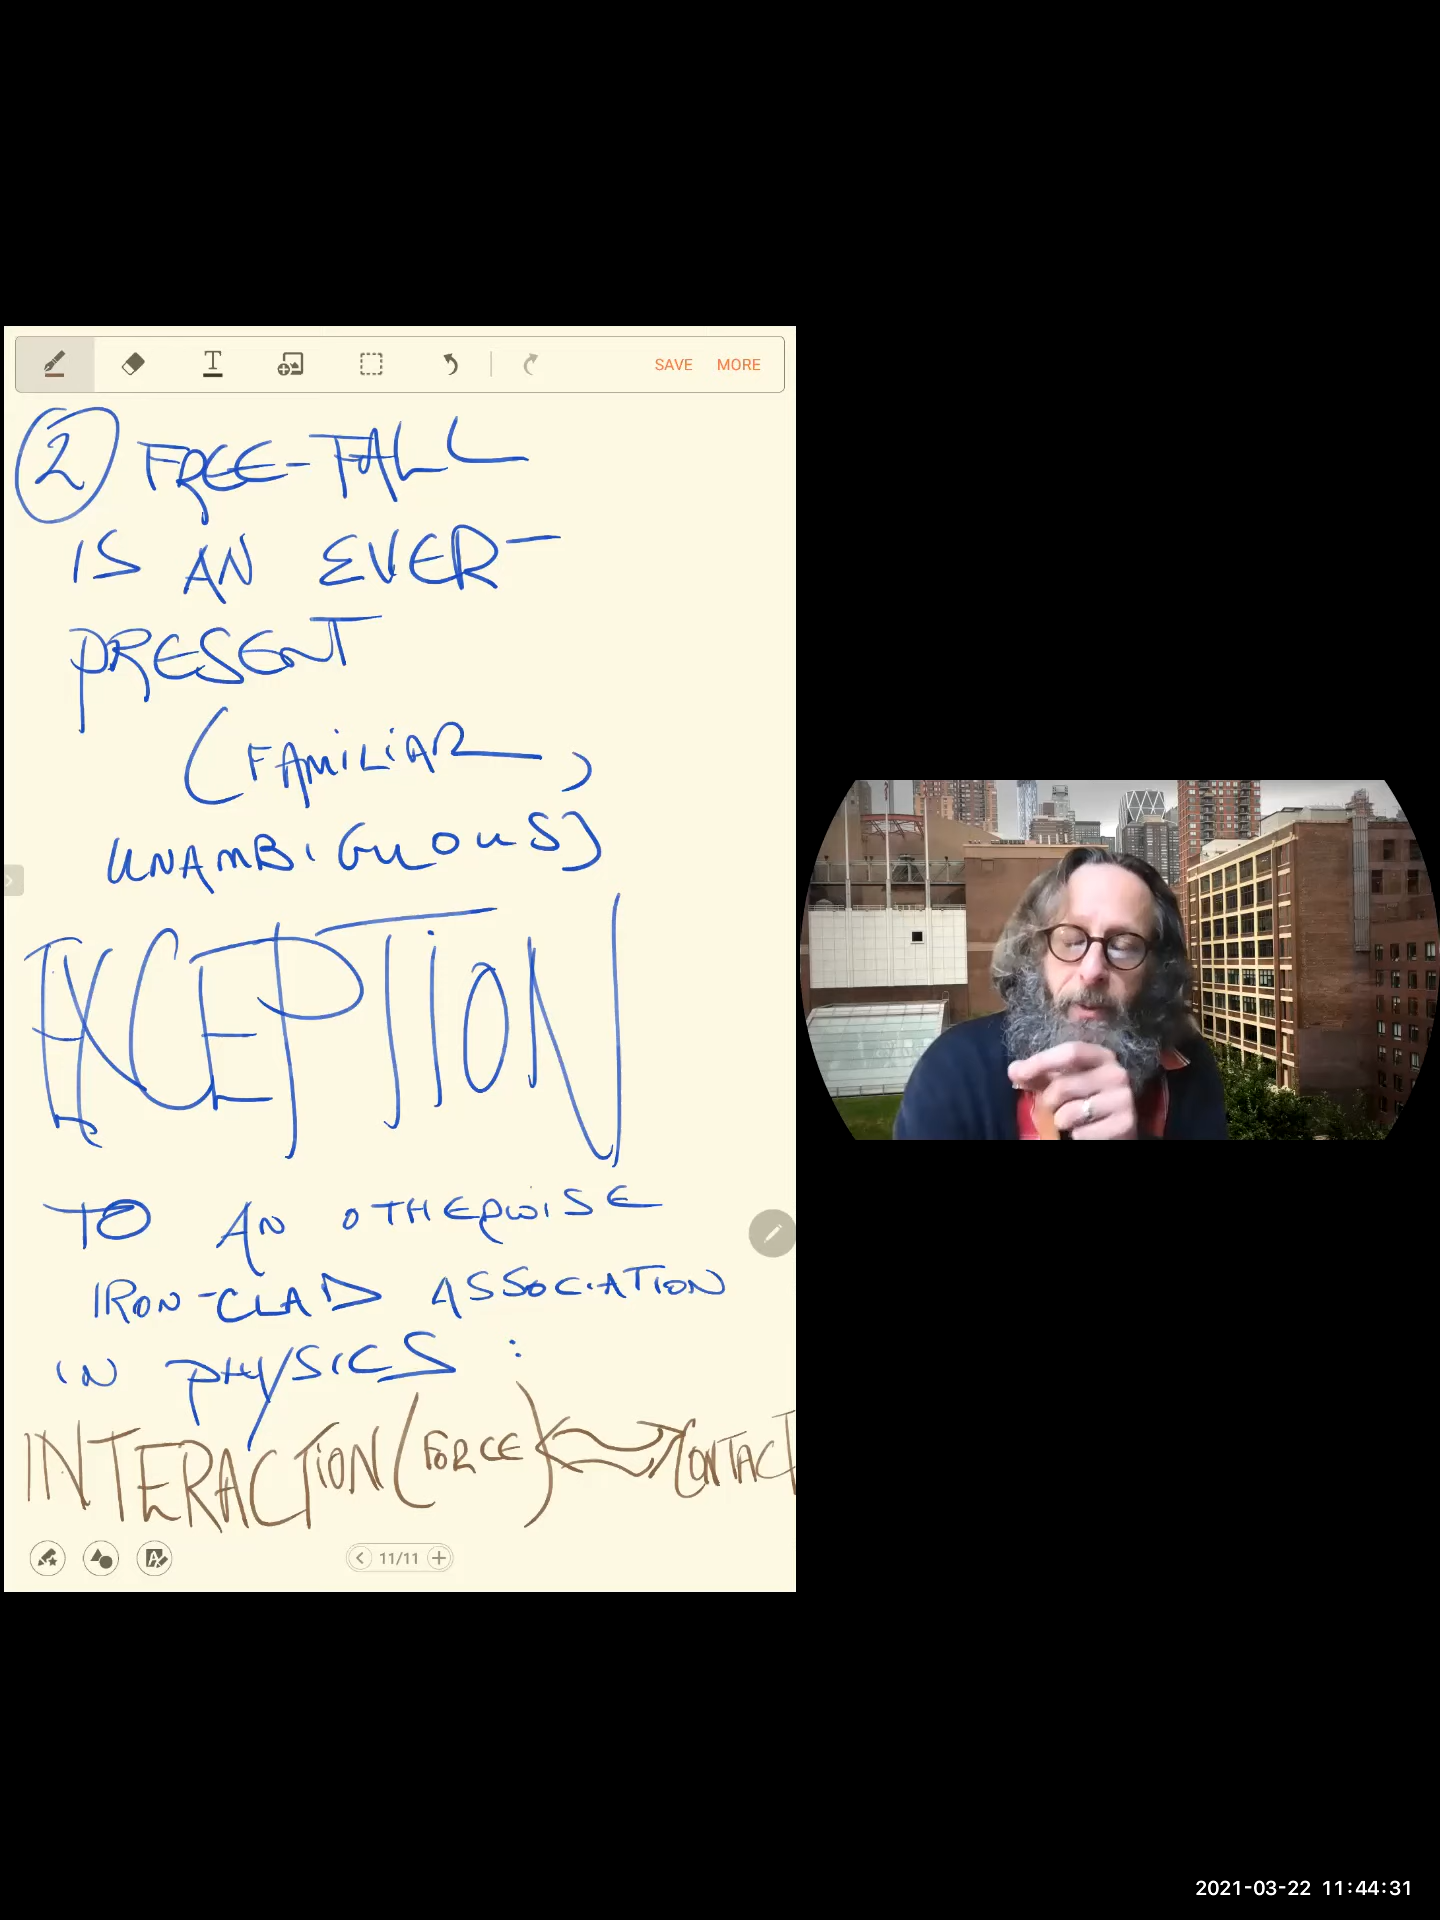 SAVE MORE
② FREE-FALL
IS AN EVER-
PRESENT
(FAMILIAR,
UNAMBIGUOUS)
EXCEPTION
TO AN OTHERWISE
IRON-CLAD ASSOCIATION
IN PHYSICS:
INTERACTION (FORCE) CONTACT
11/11
2021-03-22 11:44:31